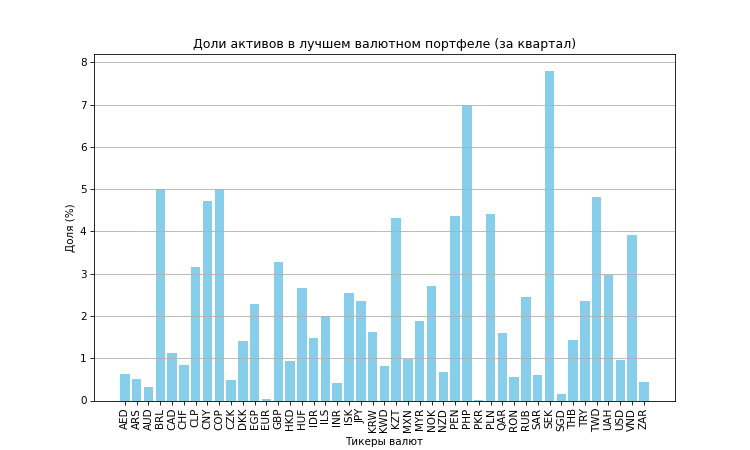 Доли активов в лучшем валютном портфеле (за квартал)
8
7
6
5
4
3
2
1
0
Доля (%)
AED ARS AUD BRL CAD CHF CLP CNY COP CZK DKK EGP EUR GBP HKD HUF IDR ILS INR ISK JPY KRW KWD KZT MXN MYR NOK NZD PEN PHP PKR PLN QAR RON RUB SAR SEK SGD THB TRY TWD UAH USD VND ZAR
Тикеры валют